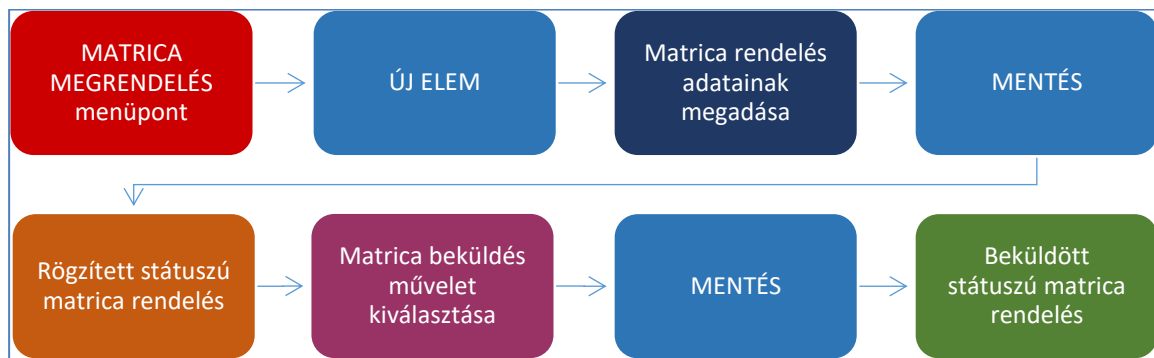 MATRICA
MEGRENDELÉS
menüpont
ÚJ ELEM
Matrica rendelés
adatainak
megadása
MENTÉS
Rögzített státuszú
matrica rendelés
Matrica beküldés
művelet
kiválasztása
MENTÉS
Beküldött
státuszú matrica
rendelés